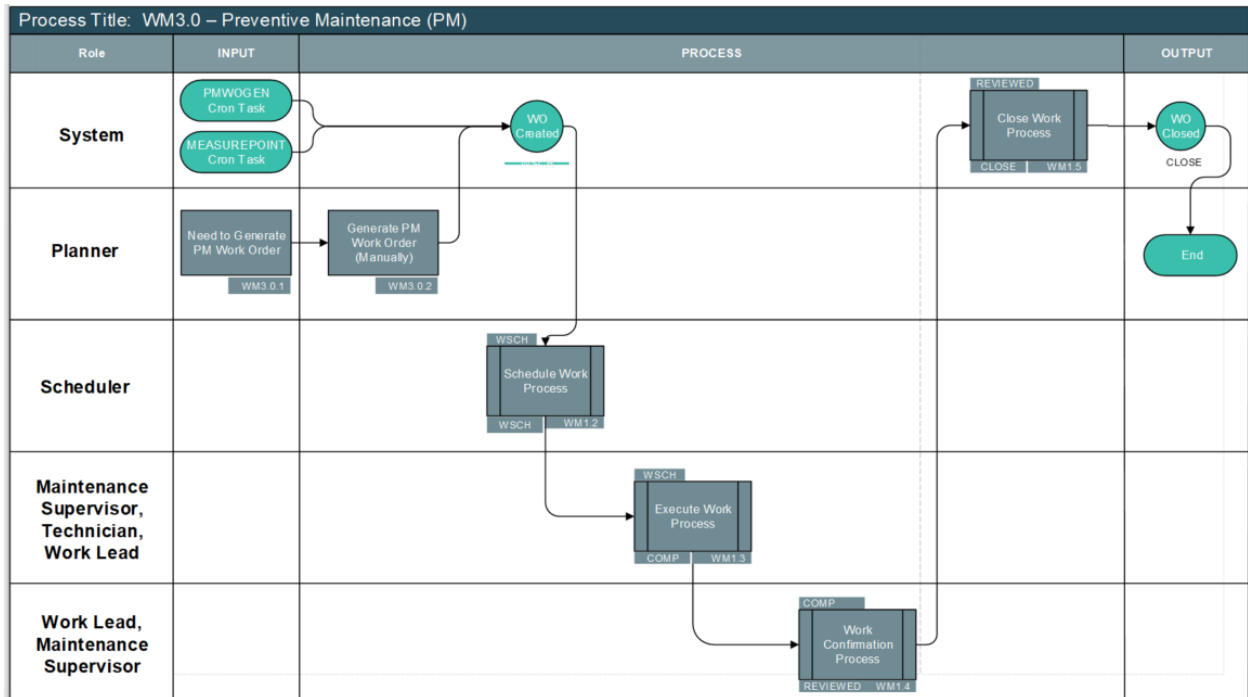 Process Title: WM3.0 – Preventive Maintenance (PM)
Role
INPUT
PROCESS
OUTPUT
System
PMWOGEN
Cron Task
MEASUREPOINT
Cron Task
WO
Created
REVIEWED
Close Work
Process
CLOSE
WM1.5
WO
Closed
CLOSE
Planner
Need to Generate
PM Work Order
WM3.0.1
Generate PM
Work Order
(Manually)
WM3.0.2
End
Scheduler
WSCH
Schedule Work
Process
WSCH
WM1.2
Maintenance
Supervisor,
Technician,
Work Lead
WSCH
Execute Work
Process
COMP
WM1.3
Work Lead,
Maintenance
Supervisor
COMP
Work
Confirmation
Process
REVIEWED
WM1.4